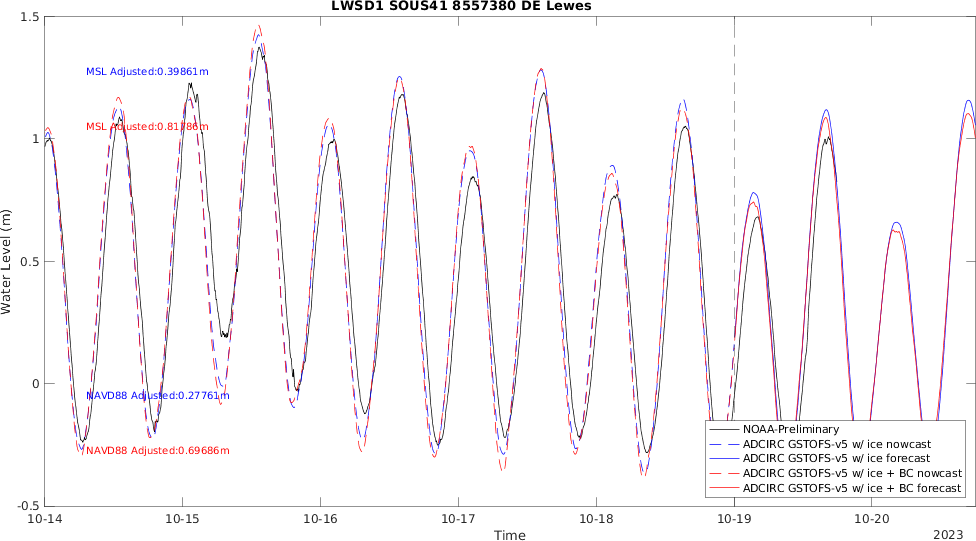 LWSD1 SOUS41 8557380 DE Lewes
1.5
1
0.5
0
-0.5
Water Level (m)
MSL Adjusted:0.39861m
MSL Adjusted:0.81786m
NAVD88 Adjusted:0.27761m
NAVD88 Adjusted:0.69686m
NOAA-Preliminary
ADCIRC GSTOFS-v5 w/ ice nowcast
ADCIRC GSTOFS-v5 w/ ice forecast
ADCIRC GSTOFS-v5 w/ ice + BC nowcast
ADCIRC GSTOFS-v5 w/ ice + BC forecast
10-14 10-15 10-16 10-17 10-18 10-19 10-20
Time
2023